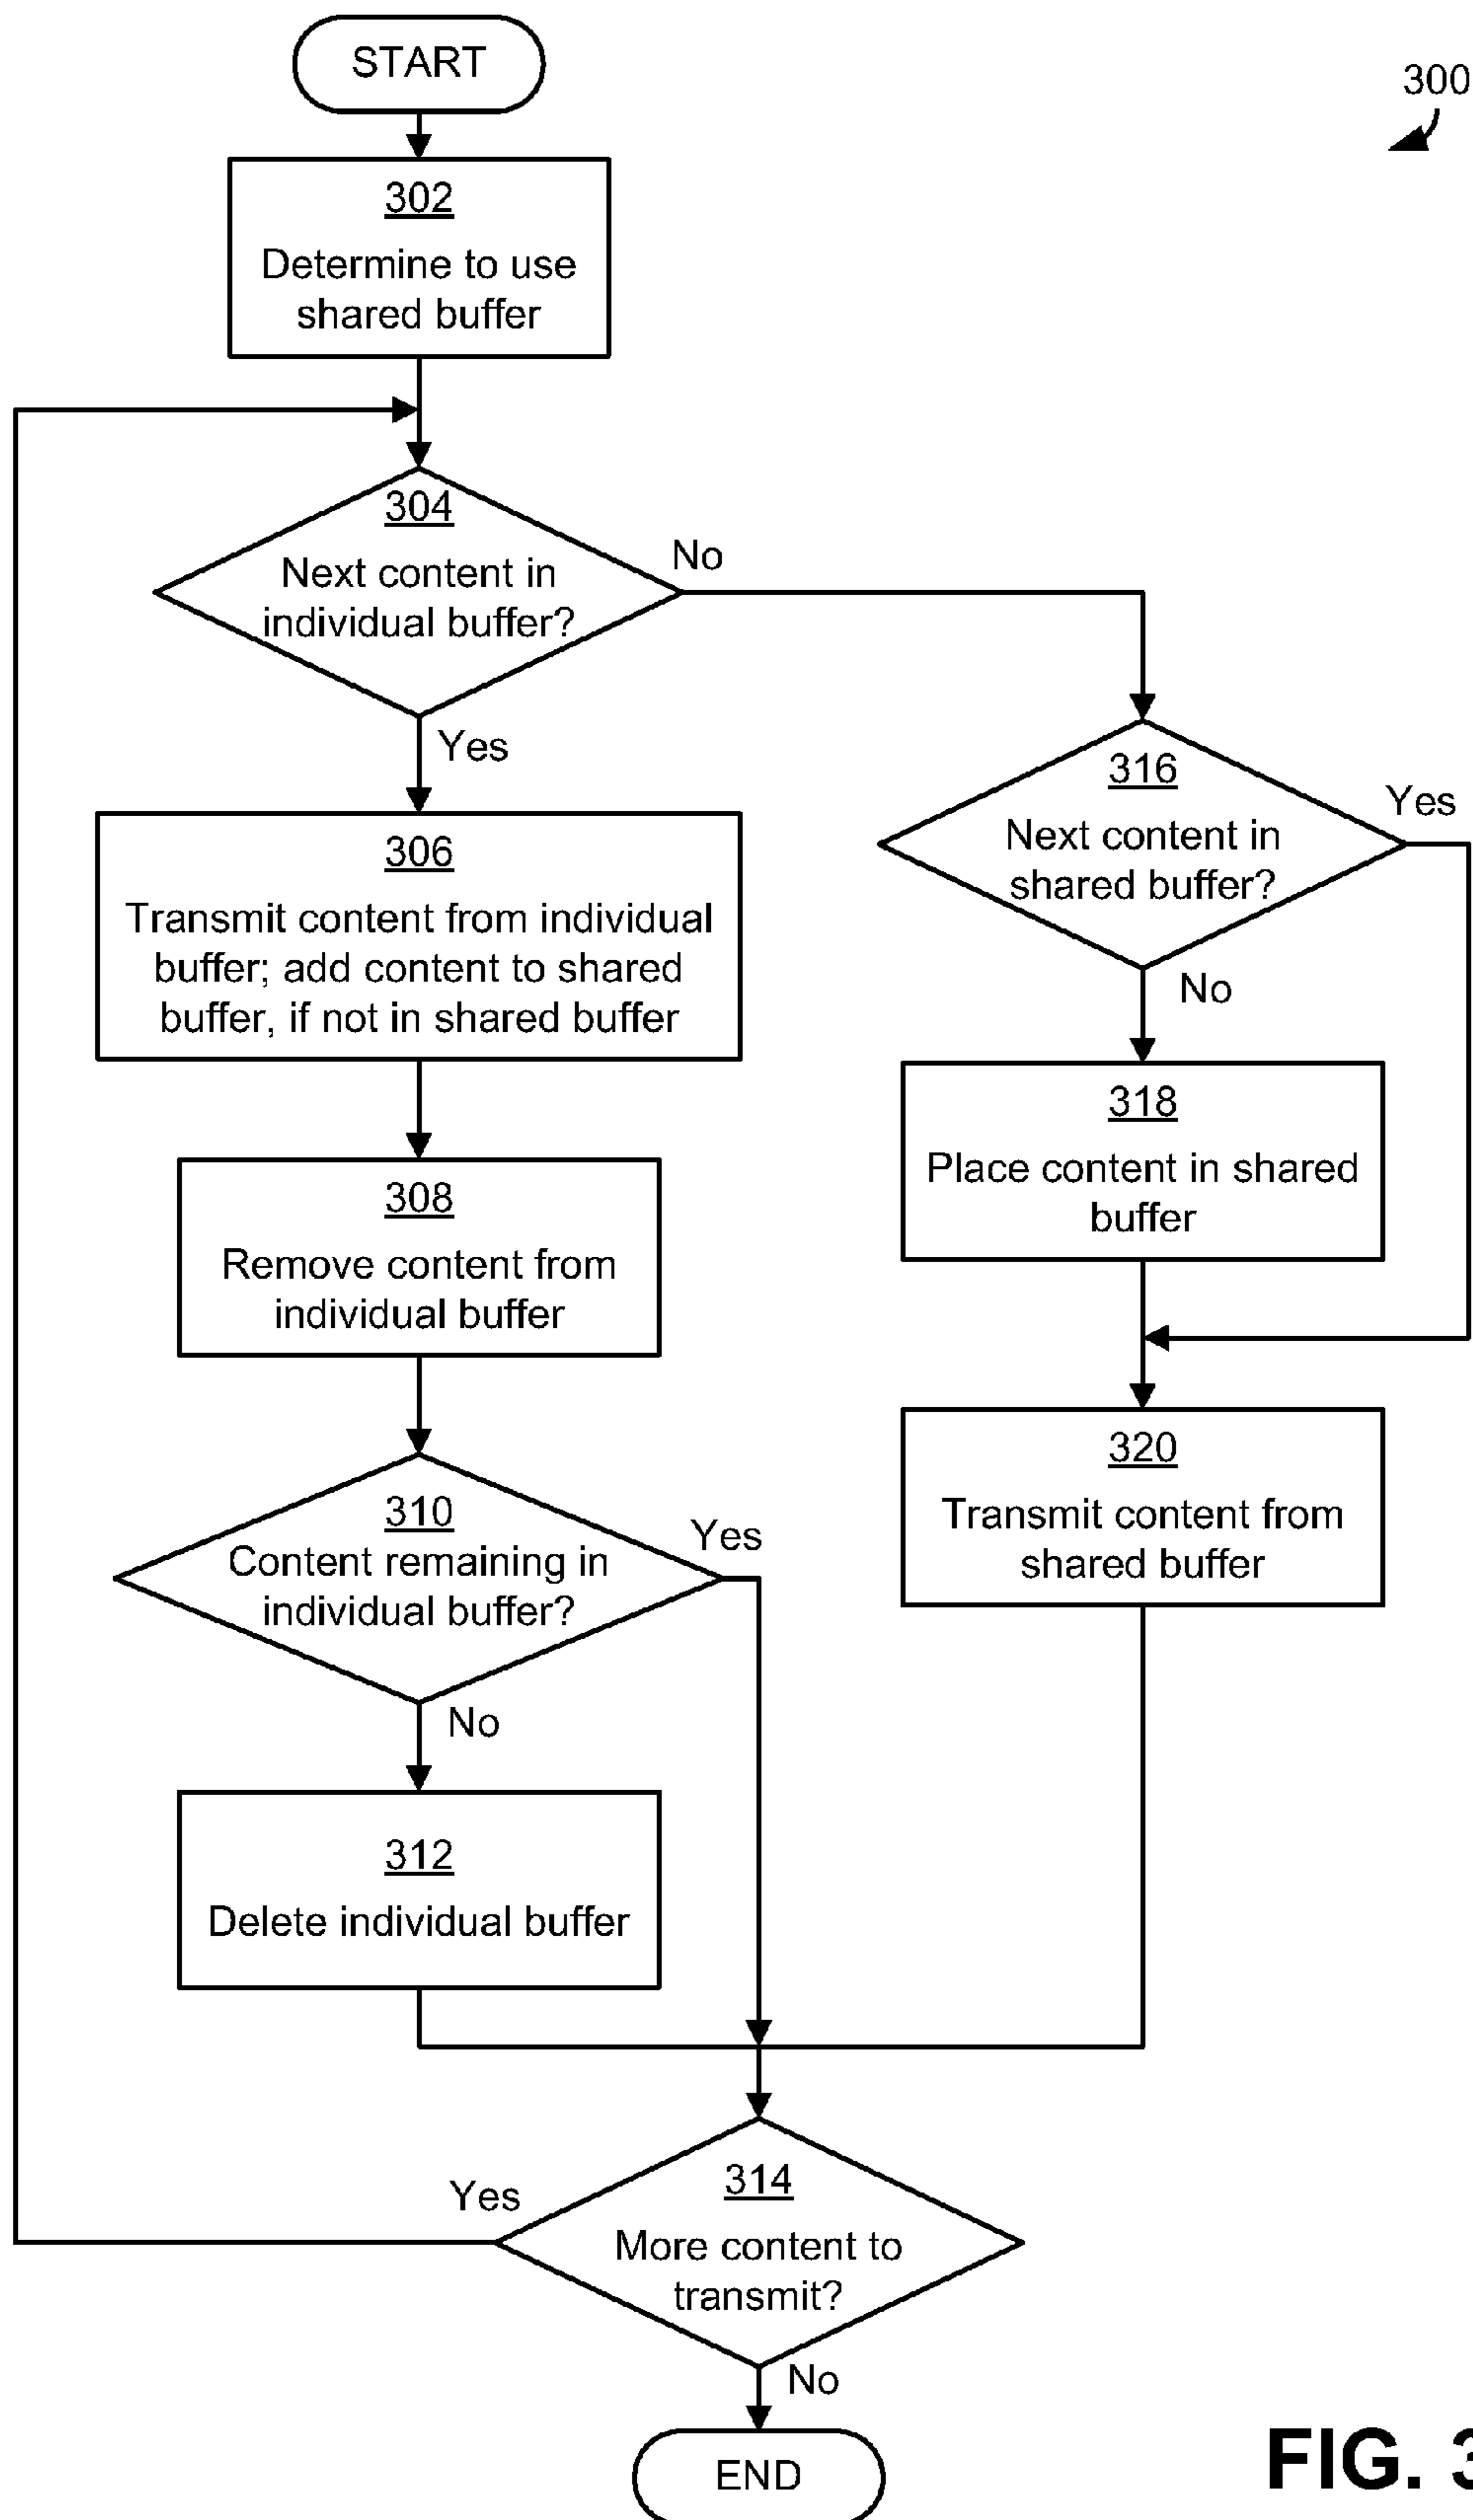 START
300
302
Determine to use
shared buffer
304
Next content in
individual buffer?
No
Yes
316
Next content in
shared buffer?
Yes
No
306
Transmit content from individual
buffer; add content to shared
buffer, if not in shared buffer
318
Place content in shared
buffer
308
Remove content from
individual buffer
320
Transmit content from
shared buffer
310
Content remaining in
individual buffer?
Yes
No
312
Delete individual buffer
314
More content to
transmit?
Yes
No
END
FIG. 3